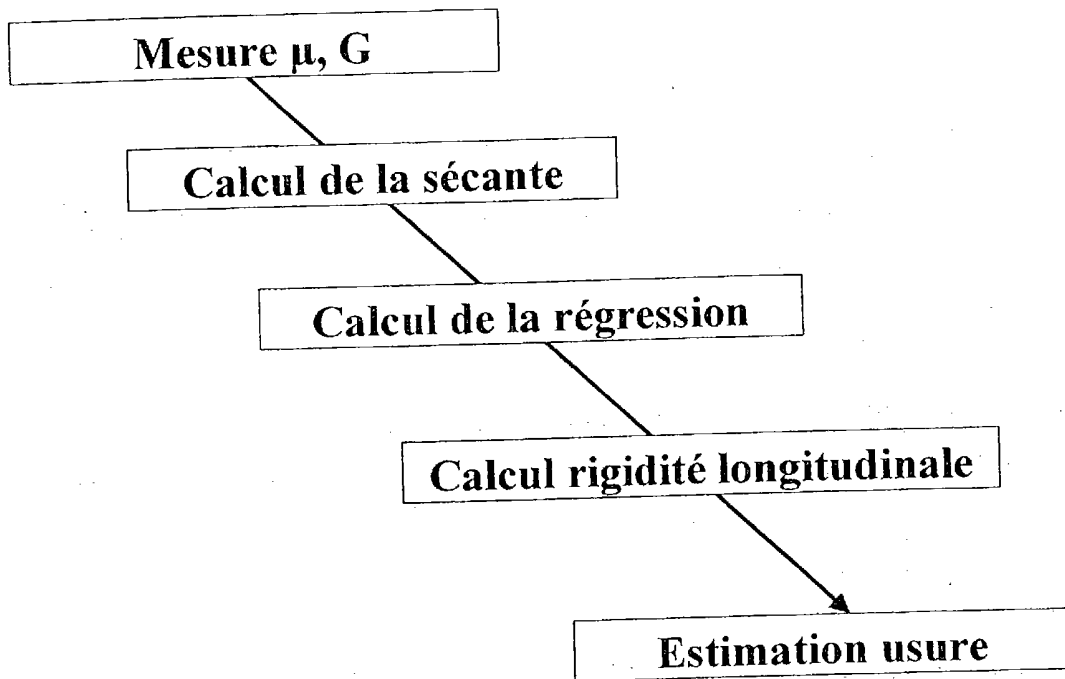 Mesure μ, G
Calcul de la sécante
Calcul de la régression
Calcul rigidité longitudinale
Estimation usure